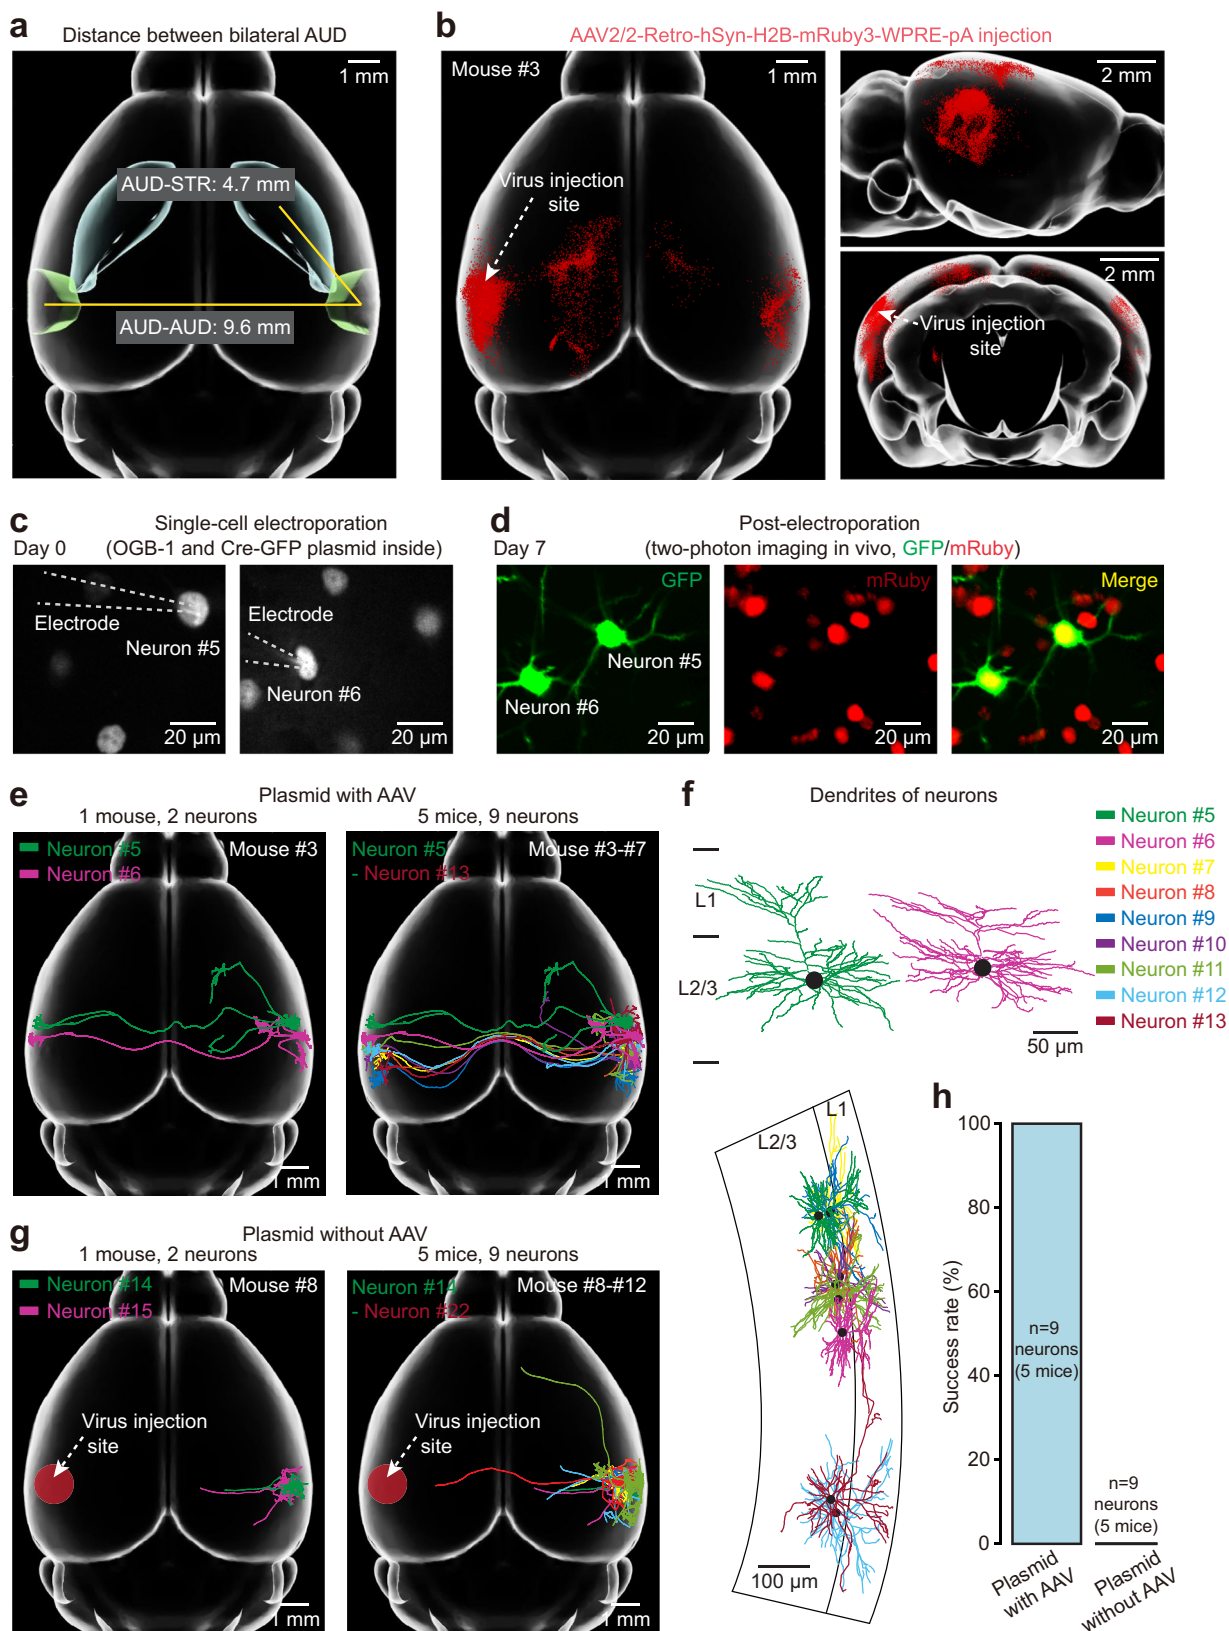 a
Distance between bilateral AUD
1 mm
AUD-STR: 4.7 mm
AUD-AUD: 9.6 mm
b
AAV2/2-Retro-hSyn-H2B-mRuby3-WPRE-pA injection
Mouse #3
1 mm
Virus injection
site
2 mm
2 mm
Virus injection
site
c
Single-cell electroporation
Day 0
(OGB-1 and Cre-GFP plasmid inside)
Electrode
Neuron #5
20 µm
Electrode
Neuron #6
20 µm
d
Post-electroporation
Day 7
(two-photon imaging in vivo, GFP/mRuby)
GFP
Neuron #5
Neuron #6
20 µm
mRuby
20 µm
Merge
20 µm
e
Plasmid with AAV
1 mouse, 2 neurons
Neuron #5
Neuron #6
Mouse #3
1 mm
5 mice, 9 neurons
Neuron #5
- Neuron #13
Mouse #3-#7
1 mm
f
Dendrites of neurons
L1
L2/3
50 µm
Neuron #5
Neuron #6
Neuron #7
Neuron #8
Neuron #9
Neuron #10
Neuron #11
Neuron #12
Neuron #13
L1
L2/3
100 µm
g
Plasmid without AAV
1 mouse, 2 neurons
Neuron #14
Neuron #15
Mouse #8
Virus injection
site
1 mm
5 mice, 9 neurons
Neuron #14
- Neuron #22
Mouse #8-#12
Virus injection
site
1 mm
h
Success rate (%)
100
80
60
40
20
0
n=9
neurons
(5 mice)
n=9
neurons
(5 mice)
Plasmid
with AAV
Plasmid
without AAV